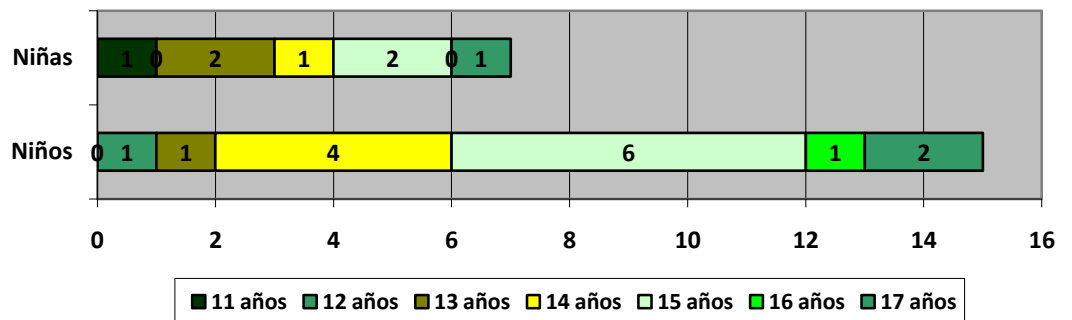 Niñas 1 0 2 1 2 0 1
Niños 0 1 1 4 6 1 2
0 2 4 6 8 10 12 14 16
11 años 12 años 13 años 14 años 15 años 16 años 17 años